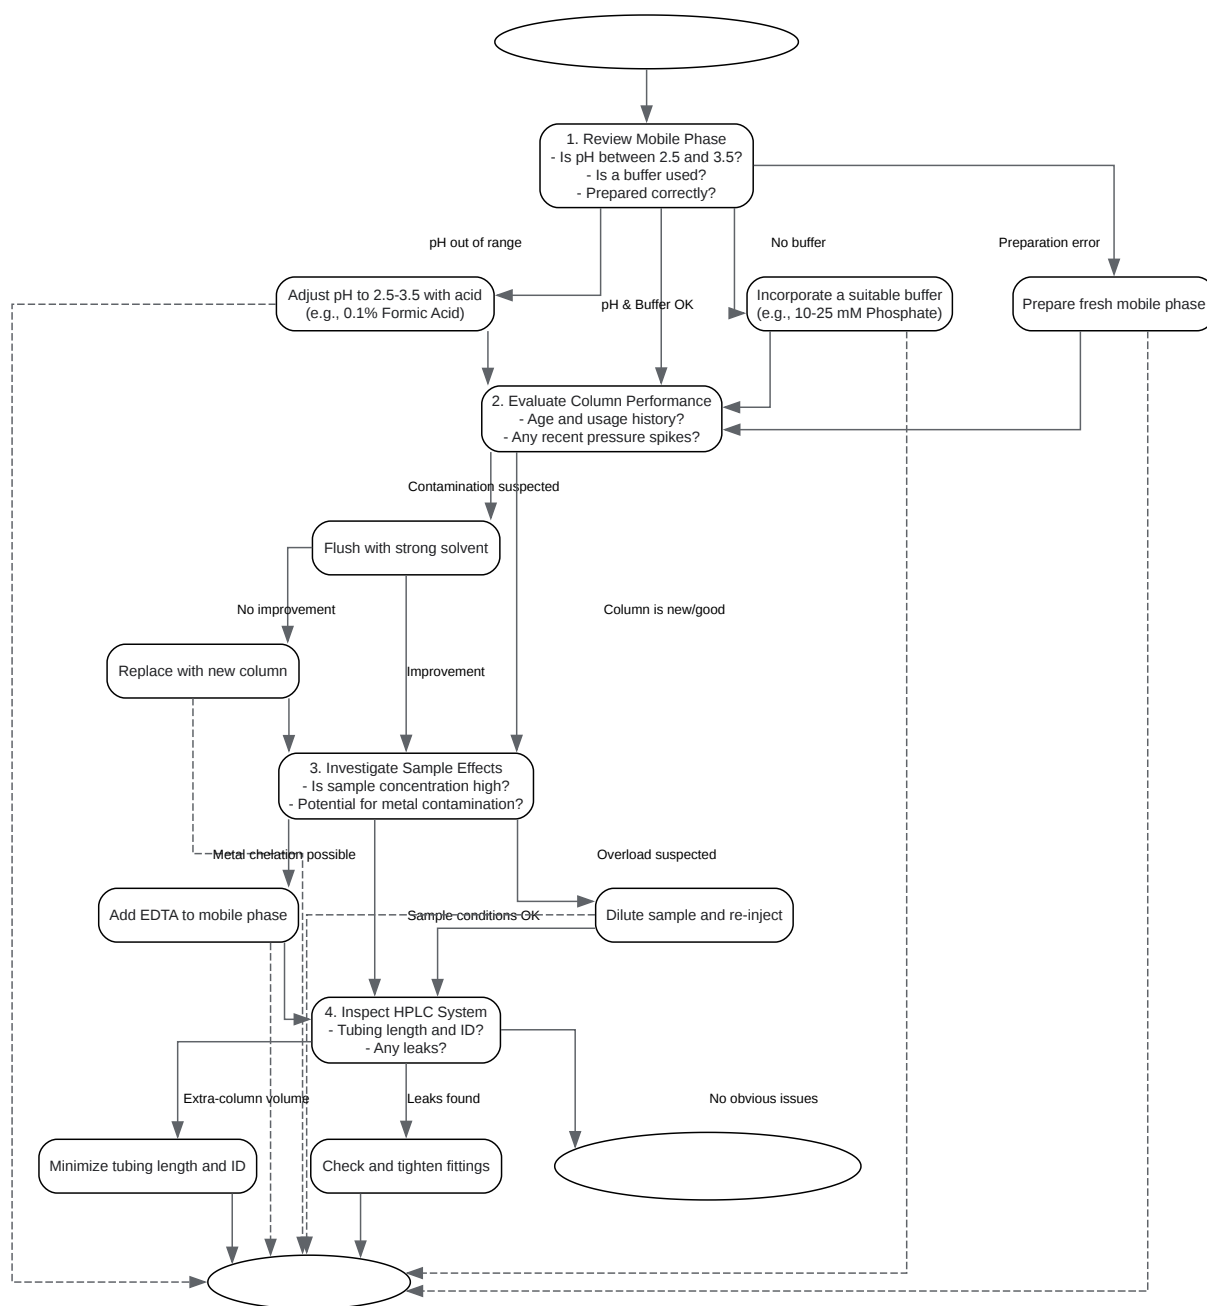 1. Review Mobile Phase
- Is pH between 2.5 and 3.5?
- Is a buffer used?
- Prepared correctly?
pH out of range
No buffer
Preparation error
Adjust pH to 2.5-3.5 with acid
(e.g., 0.1% Formic Acid)
pH & Buffer OK
Incorporate a suitable buffer
(e.g., 10-25 mM Phosphate)
Prepare fresh mobile phase
2. Evaluate Column Performance
- Age and usage history?
- Any recent pressure spikes?
Contamination suspected
Flush with strong solvent
No improvement
Column is new/good
Replace with new column
Improvement
3. Investigate Sample Effects
- Is sample concentration high?
- Potential for metal contamination?
Metal chelation possible
Overload suspected
Add EDTA to mobile phase
Sample conditions OK
Dilute sample and re-inject
4. Inspect HPLC System
- Tubing length and ID?
- Any leaks?
Extra-column volume
Leaks found
No obvious issues
Minimize tubing length and ID
Check and tighten fittings